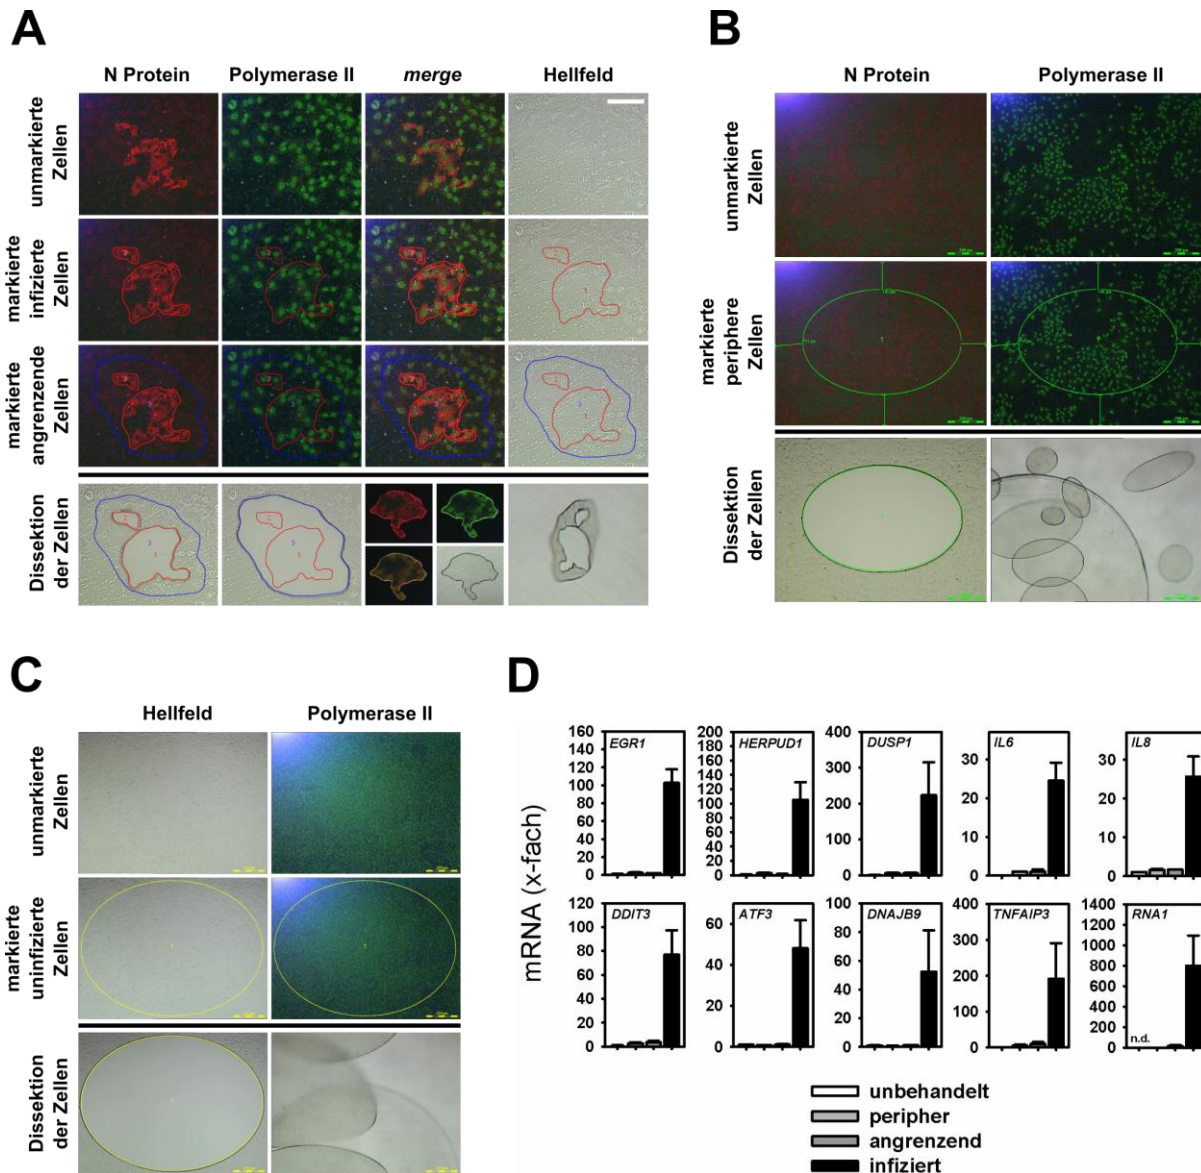 A
N Protein
Polymerase II
merge
Hellfeld
unmarkierte
Zellen
markierte
infizierte
Zellen
markierte
angrenzende
Zellen
Dissektion
der Zellen
1
3
B
N Protein
Polymerase II
unmarkierte
Zellen
markierte
periphere
Zellen
Dissektion
der Zellen
1
C
Hellfeld
Polymerase II
unmarkierte
Zellen
markierte
uninfizierte
Zellen
Dissektion
der Zellen
1
D
mRNA (x-fach)
EGR1
160
140
120
100
80
60
40
20
0
HERPUD1
200
180
160
140
120
100
80
60
40
20
0
DUSP1
400
300
200
100
0
IL6
30
20
10
0
IL8
30
20
10
0
DDIT3
120
100
80
60
40
20
0
ATF3
60
40
20
0
DNAJB9
100
80
60
40
20
0
TNFAIP3
400
300
200
100
0
RNA1
1400
1200
1000
800
600
400
200
0
n.d.
unbehandelt
peripher
angrenzend
infiziert